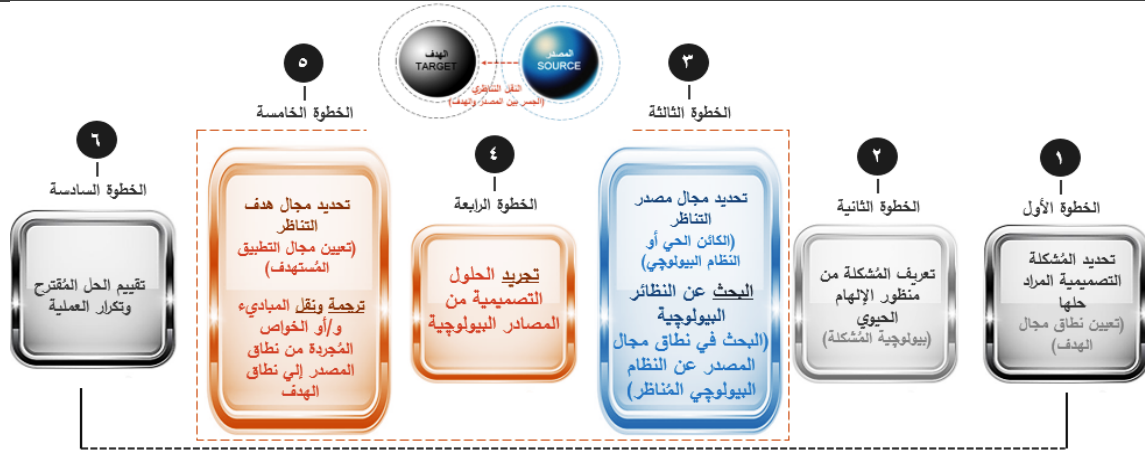 الهدف
TARGET
المصدر
SOURCE
النقل التناظري
(الجسر بين المصدر والهدف)
١
الخطوة الأول
تحديد المُشكلة
التصميمية المراد
حلها
(تعيين نطاق مجال
الهدف)
٢
الخطوة الثانية
تعريف المُشكلة من
منظور الإلهام
الحيوي
(بيولوجية المُشكلة)
٣
الخطوة الثالثة
تحديد مجال مصدر
التناظر
(الكائن الحي أو
النظام البيولوچي)
البحث عن النظائر
البيولوچية
(البحث في نطاق مجال
المصدر عن النظام
البيولوچي المُناظر)
٤
الخطوة الرابعة
تجريد الحلول
التصميمية من
المصادر البيولوچية
٥
الخطوة الخامسة
تحديد مجال هدف
التناظر
(تعيين مجال التطبيق
المُستهدف)
ترجمة ونقل المباديء
و/أو الخواص
المُجردة من نطاق
المصدر إلي نطاق
الهدف
٦
الخطوة السادسة
تقييم الحل المُقترح
وتكرار العملية